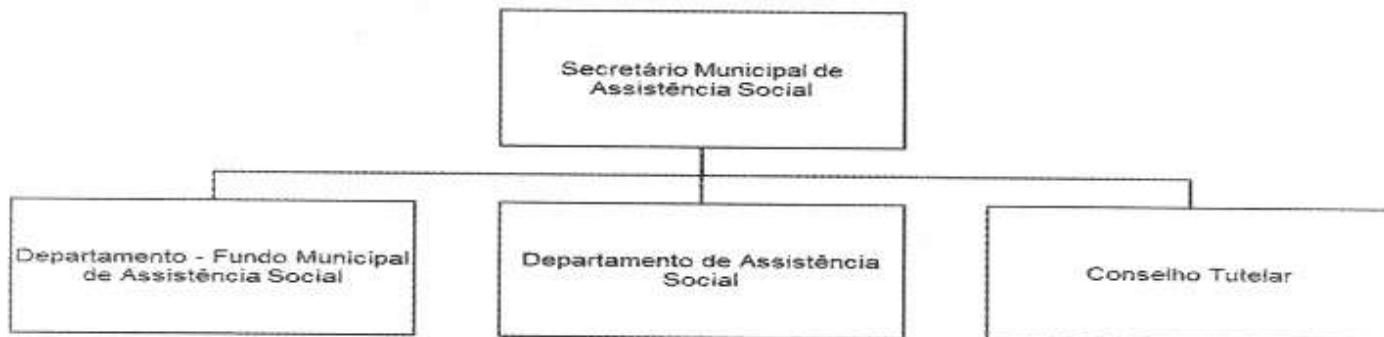 Secretário Municipal de
Assistência Social
Departamento - Fundo Municipal
de Assistência Social
Departamento de Assistência
Social
Conselho Tutelar